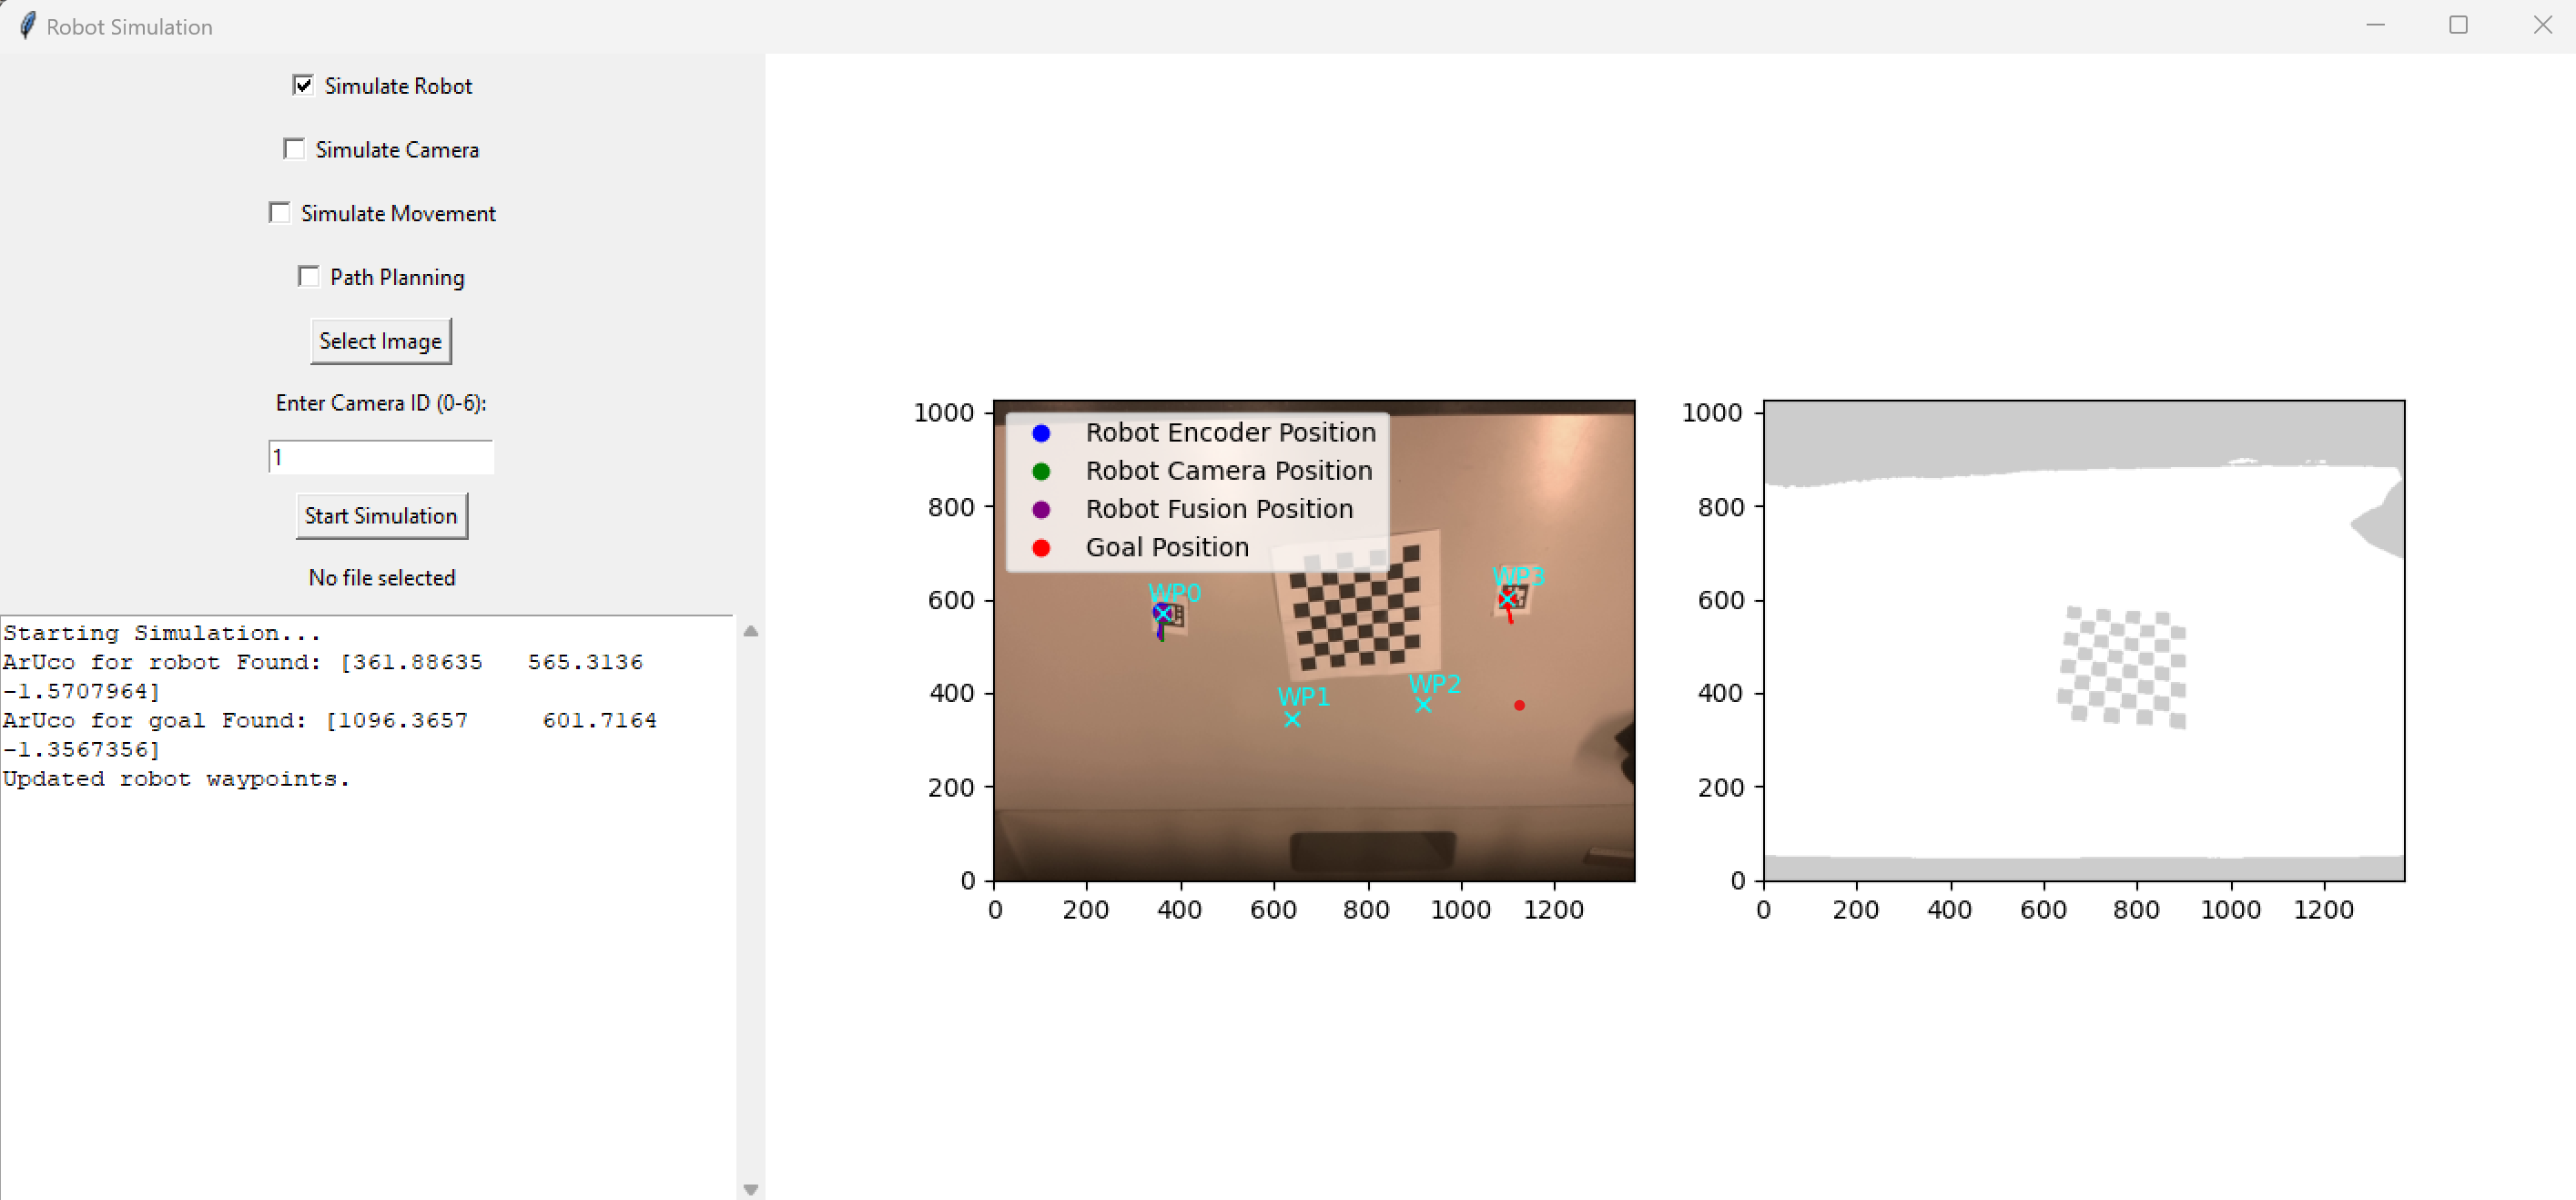 Robot Simulation
Simulate Robot
Simulate Camera
Simulate Movement
Path Planning
Select Image
Enter Camera ID (0-6):
1
Start Simulation
No file selected
Starting Simulation...
ArUco for robot Found: [361.88635   565.3136
-1.5707964]
ArUco for goal Found: [1096.3657     601.7164
-1.3567356]
Updated robot waypoints.
1000
800
600
400
200
0
0 200 400 600 800 1000 1200
Robot Encoder Position
Robot Camera Position
Robot Fusion Position
Goal Position
WP0
WP3
WP1
WP2
1000
800
600
400
200
0
0 200 400 600 800 1000 1200